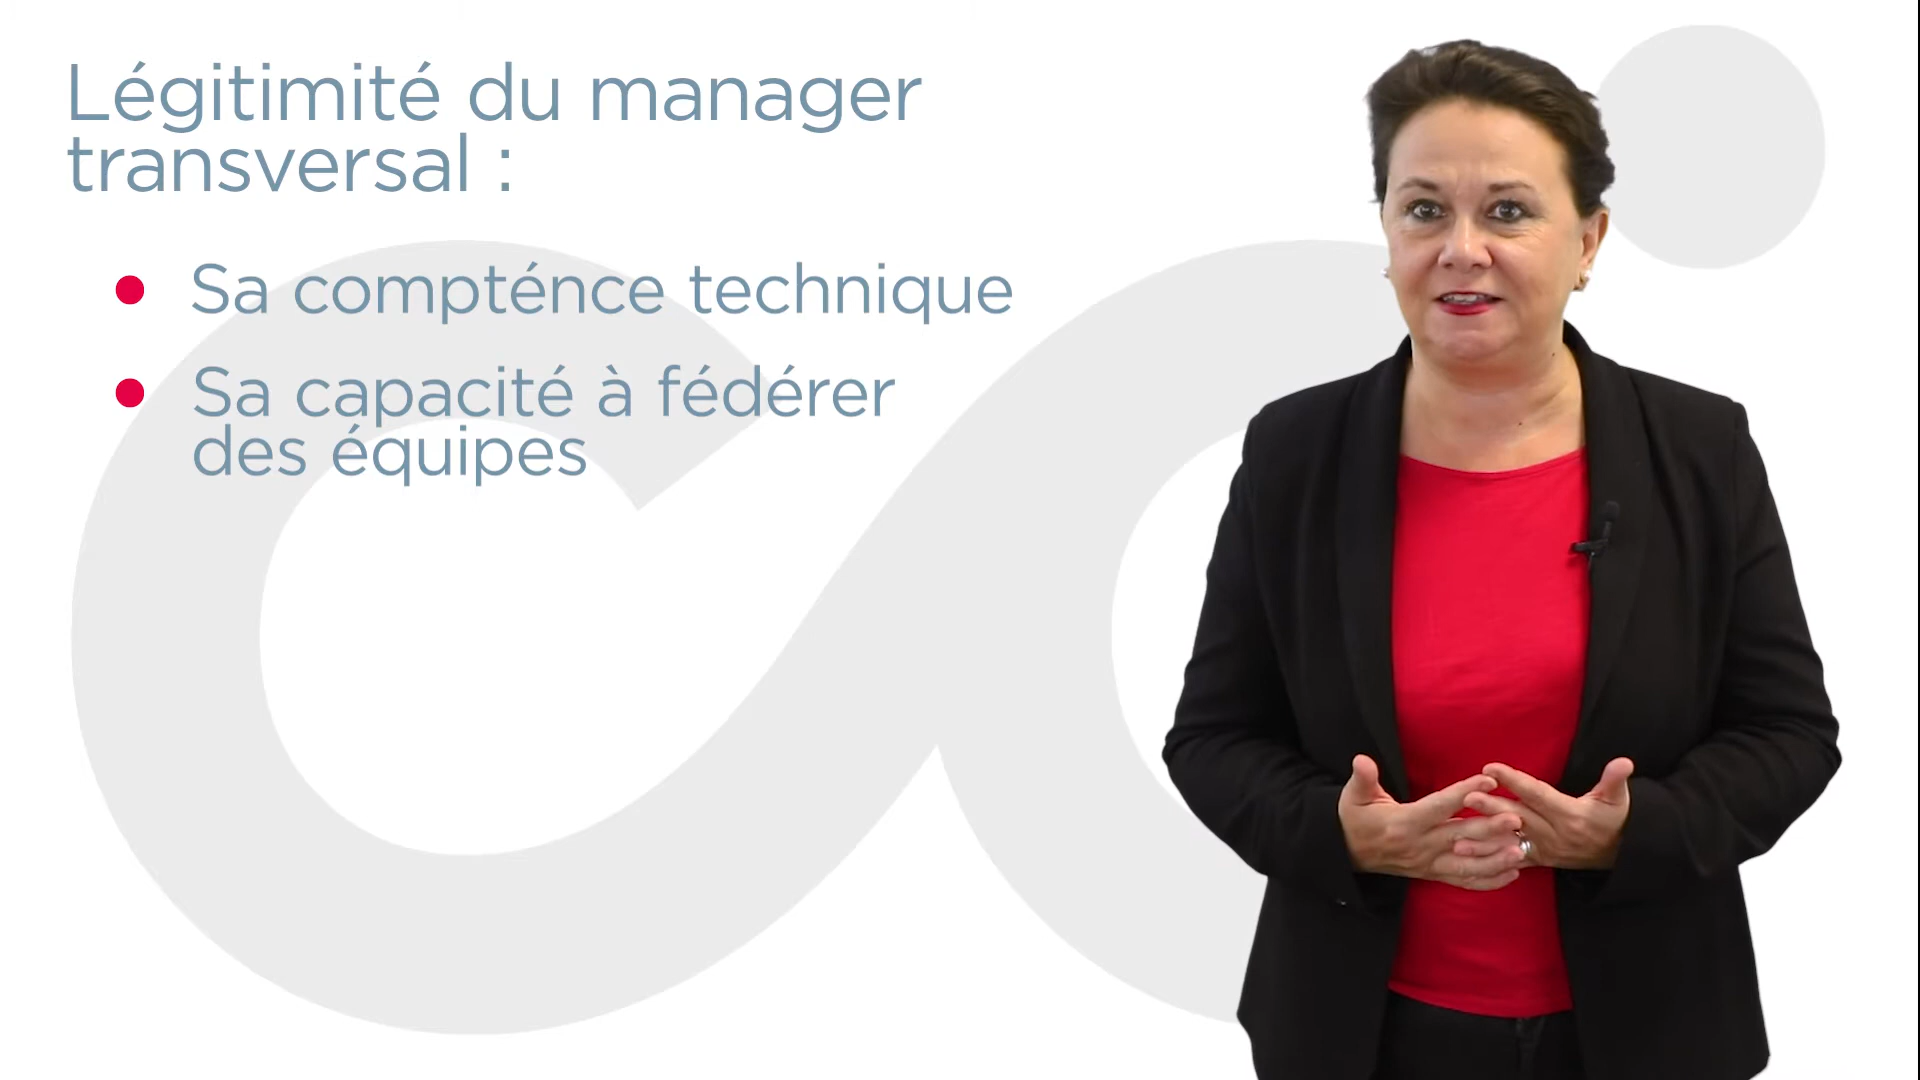 Légitimité du manager
transversal :
Sa compténce technique
Sa capacité à fédérer
des équipes